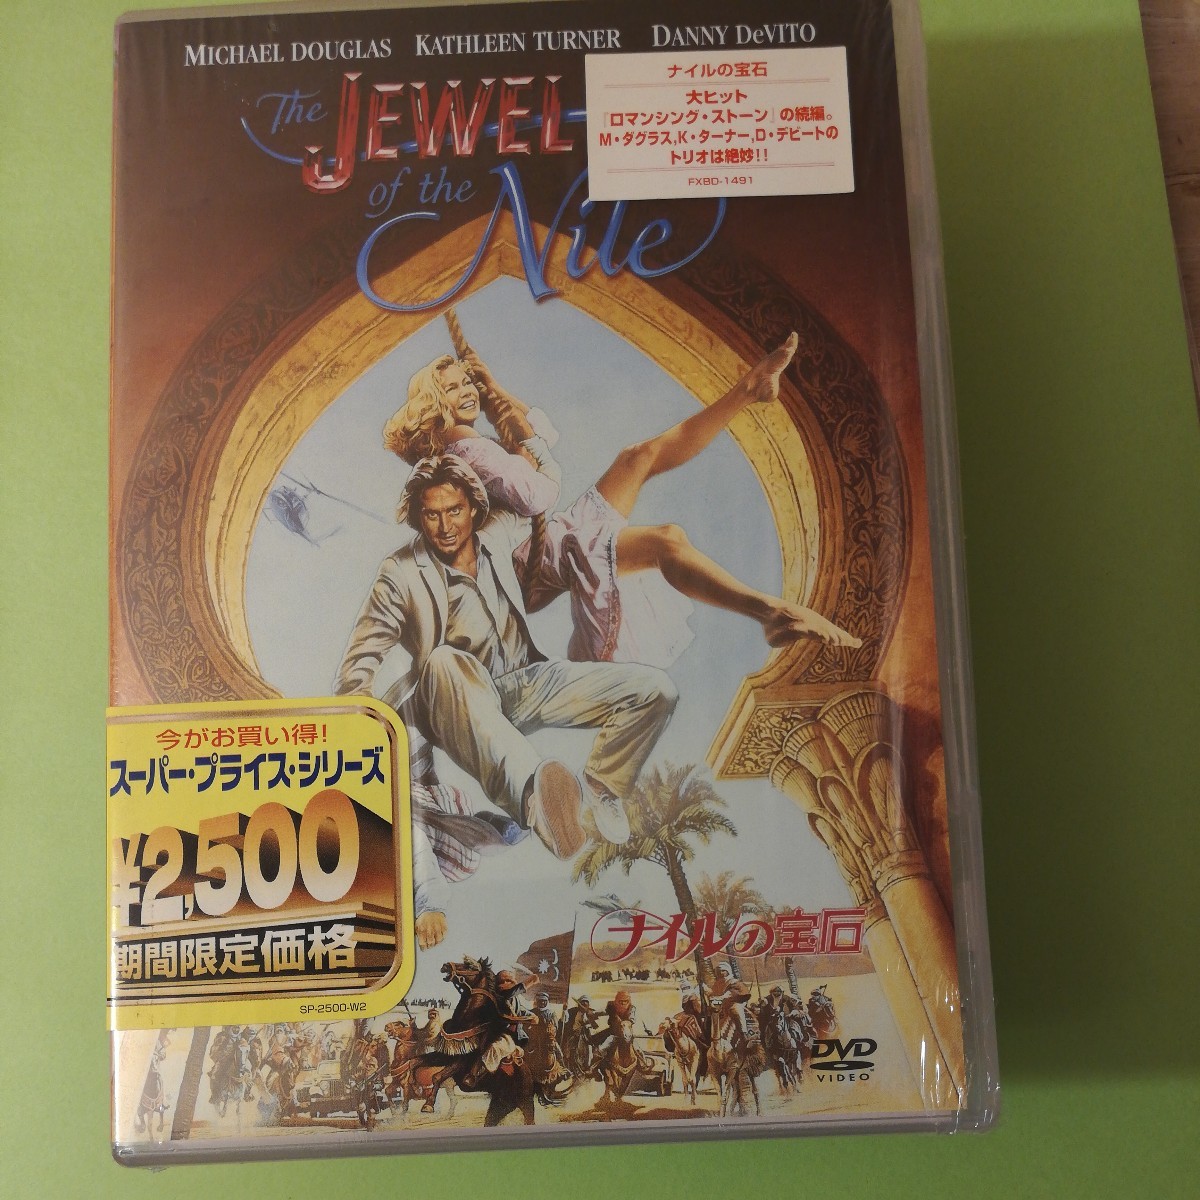 MICHAEL DOUGLAS KATHLEEN TURNER DANNY DeVITO
The JEWEL
of the
Nile
ナイルの宝石
大ヒット
『ロマンシング・ストーン』の続編。
M・ダグラス,K・ターナー,D・デビートの
トリオは絶妙!!
FXBD-1491
今がお買い得!
スーパー・プライス・シリーズ
¥2,500
期間限定価格
SP-2500-W2
ナイルの宝石
DVD
VIDEO